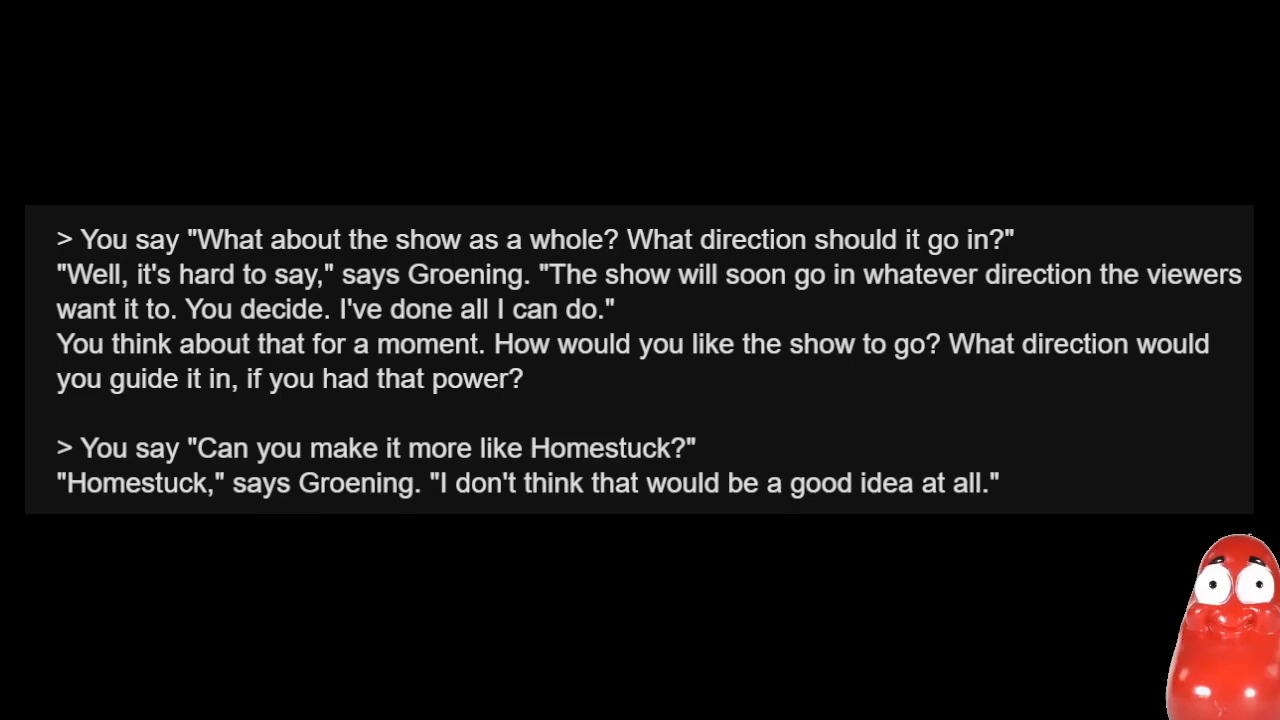 > You say "What about the show as a whole? What direction should it go in?"
"Well, it's hard to say," says Groening. "The show will soon go in whatever direction the viewers
want it to. You decide. I've done all I can do."
You think about that for a moment. How would you like the show to go? What direction would
you guide it in, if you had that power?
> You say "Can you make it more like Homestuck?"
"Homestuck," says Groening. "I don't think that would be a good idea at all."